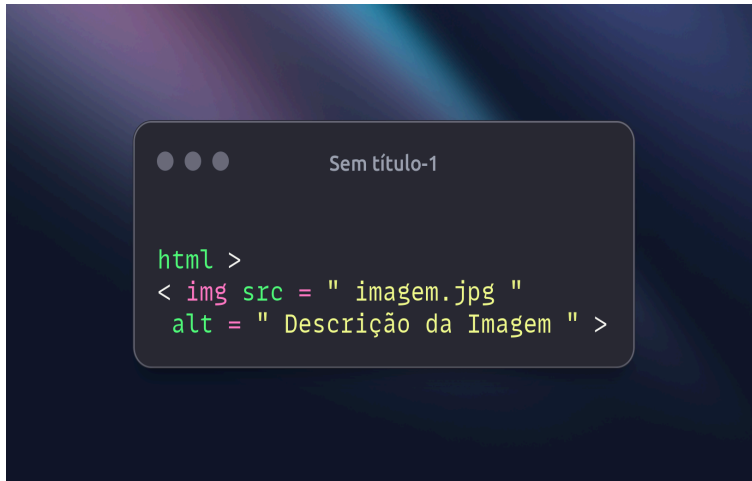 Sem título-1
html >
< img src = " imagem.jpg "
alt = " Descrição da Imagem " >